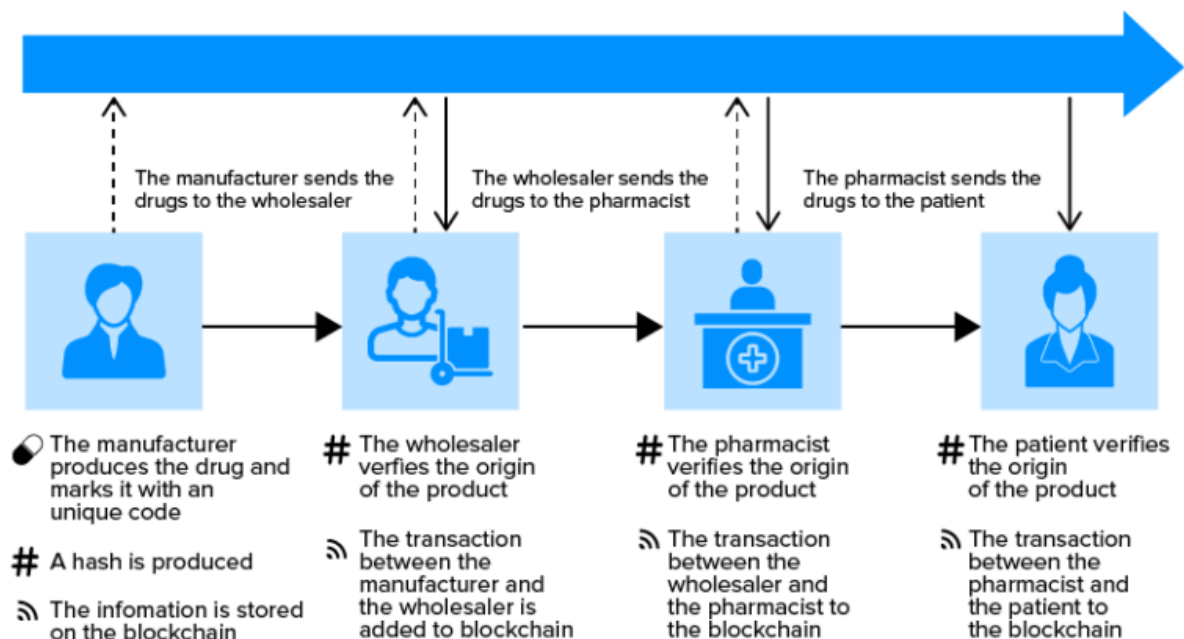 The manufacturer sends the
drugs to the wholesaler
The wholesaler sends the
drugs to the pharmacist
The pharmacist sends the
drugs to the patient
The manufacturer
produces the drug and
marks it with an
unique code
# A hash is produced
The infomation is stored
on the blockchain
# The wholesaler
verfies the origin
of the product
The transaction
between the
manufacturer and
the wholesaler is
added to blockchain
# The pharmacist
verifies the origin
of the product
The transaction
between the
wholesaler and
the pharmacist to
the blockchain
# The patient verifies
the origin
of the product
The transaction
between the
pharmacist and
the patient to
the blockchain